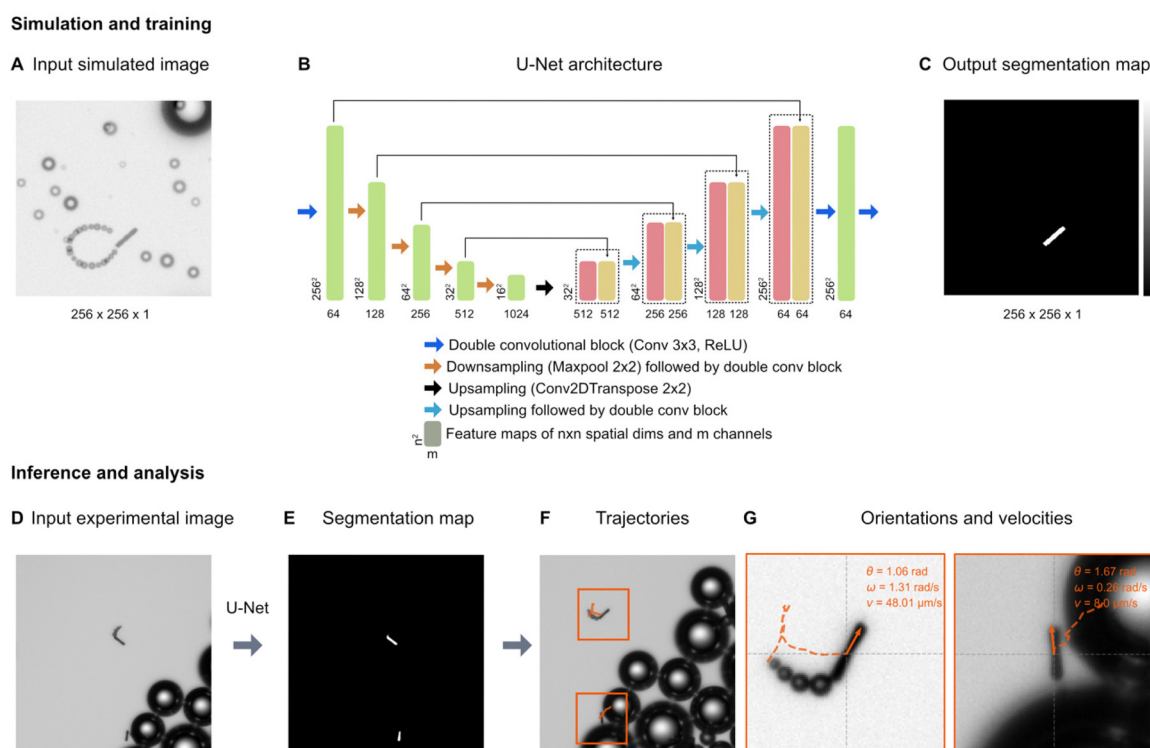 Simulation and training
A Input simulated image
B U-Net architecture
C Output segmentation map
256²
128²
64²
32²
16²
32²
64²
128²
256²
256²
64 128 256 512 1024 512 512 256 256 128 128 64 64 64
256 x 256 x 1
256 x 256 x 1
Double convolutional block (Conv 3x3, ReLU)
Downsampling (Maxpool 2x2) followed by double conv block
Upsampling (Conv2DTranspose 2x2)
Upsampling followed by double conv block
n²
Feature maps of nxn spatial dims and m channels
m
Inference and analysis
D Input experimental image
E Segmentation map
F Trajectories
G Orientations and velocities
U-Net
θ = 1.06 rad
ω = 1.31 rad/s
v = 48.01 μm/s
θ = 1.67 rad
ω = 0.26 rad/s
v = 8.0 μm/s